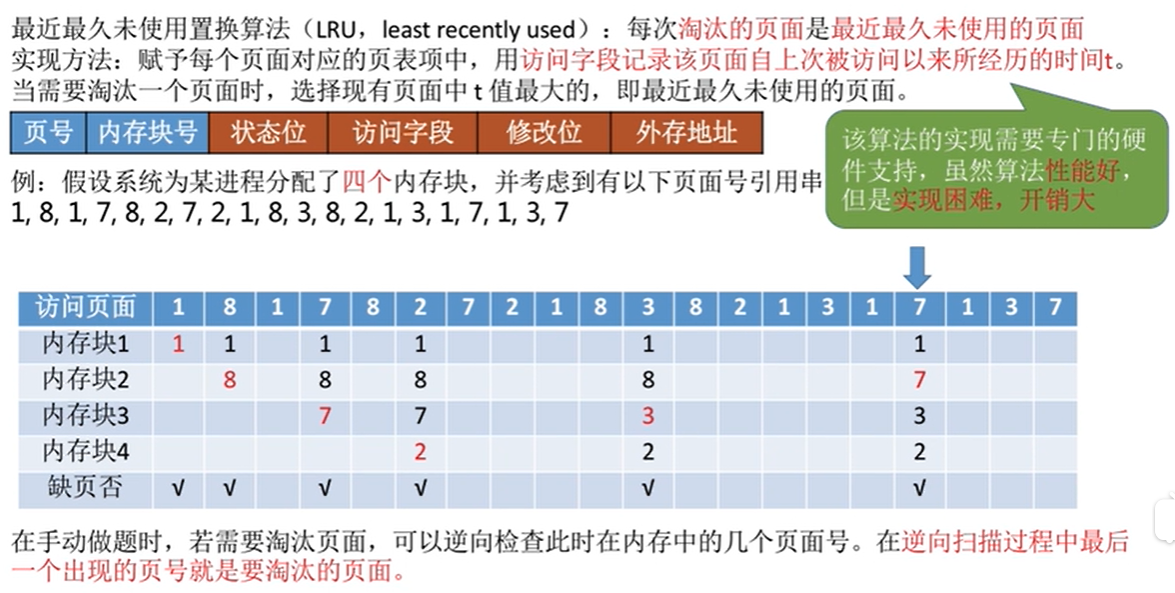 最近最久未使用置换算法（LRU，least recently used）：每次淘汰的页面是最近最久未使用的页面
实现方法：赋予每个页面对应的页表项中，用访问字段记录该页面自上次被访问以来所经历的时间t。
当需要淘汰一个页面时，选择现有页面中 t 值最大的，即最近最久未使用的页面。
页号 内存块号 状态位 访问字段 修改位 外存地址
该算法的实现需要专门的硬
件支持，虽然算法性能好，
但是实现困难，开销大
例：假设系统为某进程分配了四个内存块，并考虑到有以下页面号引用串
1, 8, 1, 7, 8, 2, 7, 2, 1, 8, 3, 8, 2, 1, 3, 1, 7, 1, 3, 7
访问页面 1 8 1 7 8 2 7 2 1 8 3 8 2 1 3 1 7 1 3 7
内存块1 1 1 1 1 1 1
内存块2 8 8 8 8 7
内存块3 7 7 3 3
内存块4 2 2 2
缺页否 √ √ √ √ √ √
在手动做题时，若需要淘汰页面，可以逆向检查此时在内存中的几个页面号。在逆向扫描过程中最后
一个出现的页号就是要淘汰的页面。